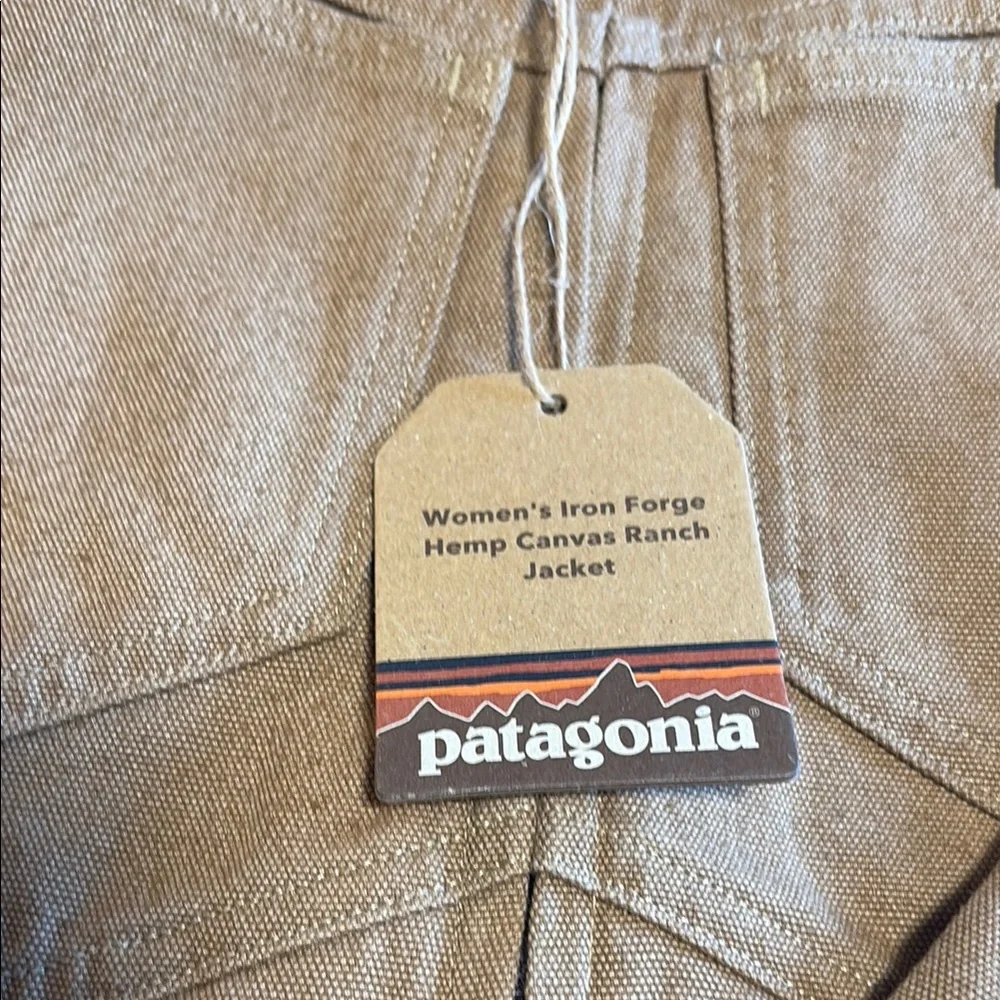 Women's Iron Forge
Hemp Canvas Ranch
Jacket
patagonia®